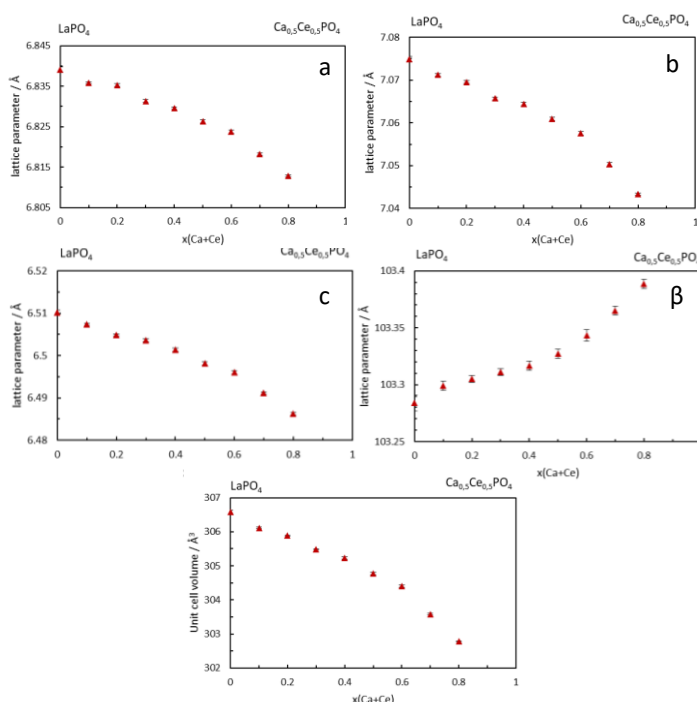 LaPO₄ Ca₀,₅Ce₀,₅PO₄
a
lattice parameter / Å
6.845
6.835
6.825
6.815
6.805
0 0.2 0.4 0.6 0.8 1
x(Ca+Ce)
LaPO₄ Ca₀,₅Ce₀,₅PO₄
b
lattice parameter / Å
7.08
7.07
7.06
7.05
7.04
0 0.2 0.4 0.6 0.8 1
x(Ca+Ce)
LaPO₄ Ca₀,₅Ce₀,₅PO₄
c
lattice parameter / Å
6.52
6.51
6.5
6.49
6.48
0 0.2 0.4 0.6 0.8 1
x(Ca+Ce)
LaPO₄ Ca₀,₅Ce₀,₅PO₄
β
lattice parameter / Å
103.4
103.35
103.3
103.25
0 0.2 0.4 0.6 0.8
x(Ca+Ce)
LaPO₄ Ca₀,₅Ce₀,₅PO₄
Unit cell volume / Å³
307
306
305
304
303
302
0 0.2 0.4 0.6 0.8 1
x(Ca+Ce)